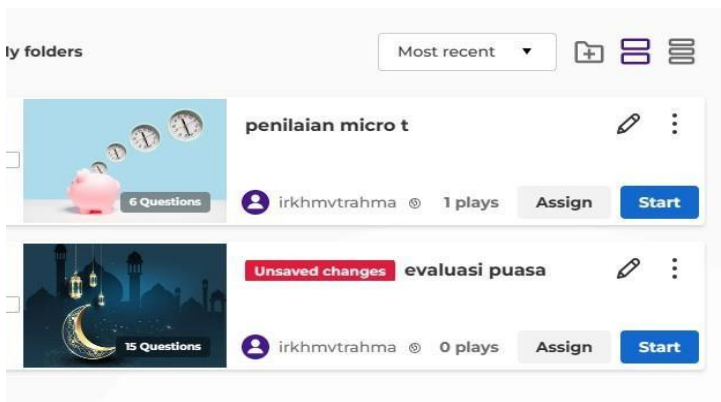 ly folders
Most recent
penilaian micro t
6 Questions
irkhmvtrahma 1 plays Assign Start
Unsaved changes evaluasi puasa
15 Questions
irkhmvtrahma 0 plays Assign Start